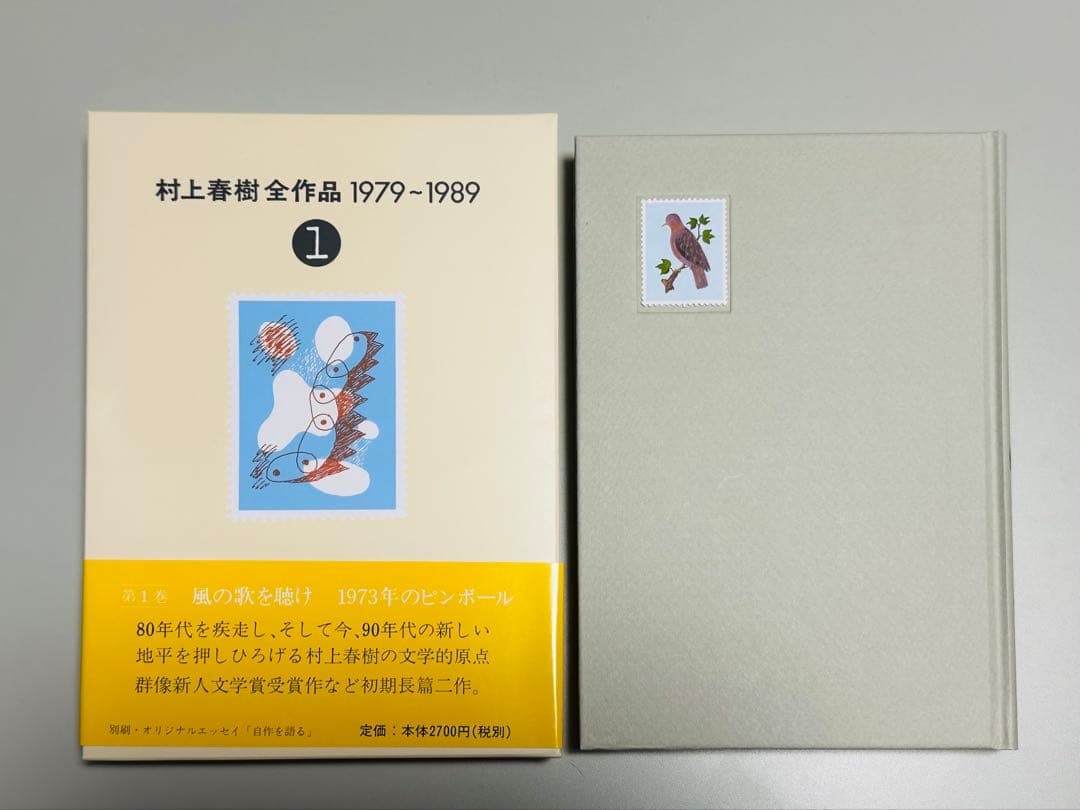 村上春樹 全作品 1979~1989
1
第1巻 風の歌を聴け 1973年のピンボール
80年代を疾走し、そして今、90年代の新しい
地平を押しひろげる村上春樹の文学的原点
群像新人文学賞受賞作など初期長篇二作。
別刷・オリジナルエッセイ「自作を語る」 定価:本体2700円(税別)